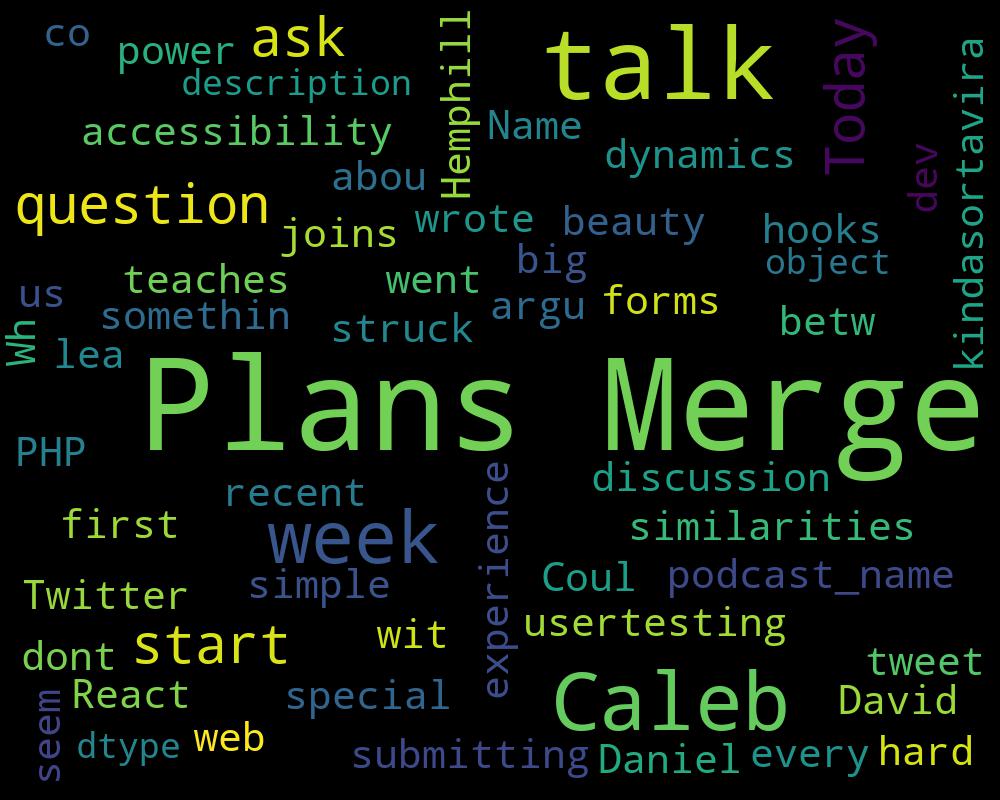 co
power
ask
description
accessibility
Hemphill
talk
Name
dynamics
Today
dev
kindasortavira
question
abou
joins
wrote
beauty
hooks
object
us
teaches
somethin
went
big
argu
forms
struck
betw
Wh
lea
Plans Merge
PHP
recent
discussion
first
week
experience
similarities
simple
Coul
podcast_name
Twitter
dont
start
wit
usertesting
tweet
seem
React
special
Caleb
David
dtype
web
submitting
Daniel
every
hard